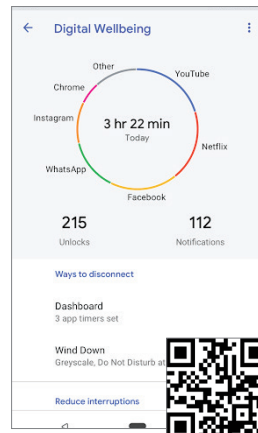 Digital Wellbeing
Other
YouTube
Chrome
Instagram
3 hr 22 min
Today
Netflix
WhatsApp
Facebook
215
112
Unlocks
Notifications
Ways to disconnect
Dashboard
3 app timers set
Wind Down
Greyscale, Do Not Disturb at
Reduce interruptions